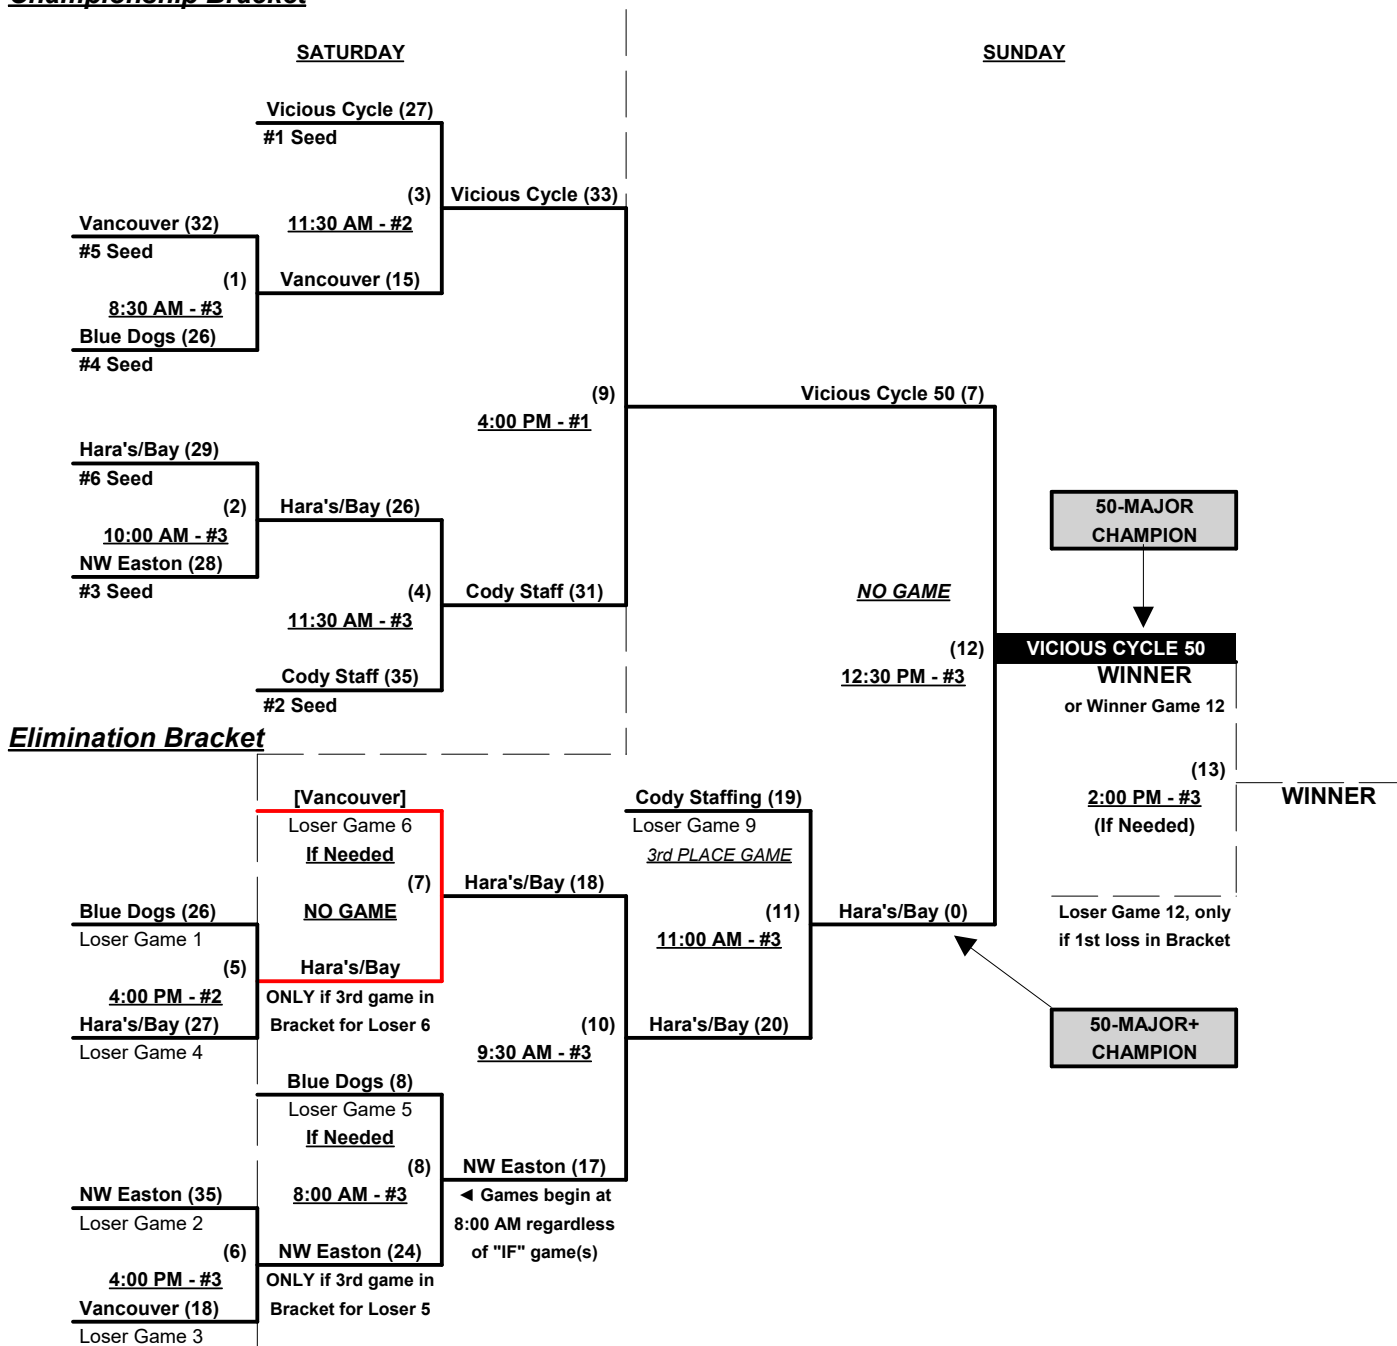 Championship Bracket
SATURDAY
SUNDAY
Vicious Cycle (27)
#1 Seed
(3)
Vicious Cycle (33)
Vancouver (32)
11:30 AM - #2
#5 Seed
(1)
Vancouver (15)
8:30 AM - #3
Blue Dogs (26)
#4 Seed
(9)
Vicious Cycle 50 (7)
4:00 PM - #1
Hara's/Bay (29)
#6 Seed
(2)
Hara's/Bay (26)
50-MAJOR
CHAMPION
10:00 AM - #3
NW Easton (28)
#3 Seed
(4)
Cody Staff (31)
NO GAME
11:30 AM - #3
(12)
VICIOUS CYCLE 50
Cody Staff (35)
12:30 PM - #3
WINNER
#2 Seed
or Winner Game 12
Elimination Bracket
(13)
[Vancouver]
Cody Staffing (19)
2:00 PM - #3
WINNER
Loser Game 6
Loser Game 9
(If Needed)
If Needed
3rd PLACE GAME
(7)
Hara's/Bay (18)
Blue Dogs (26)
NO GAME
(11)
Hara's/Bay (0)
Loser Game 12, only
Loser Game 1
11:00 AM - #3
if 1st loss in Bracket
(5)
Hara's/Bay
4:00 PM - #2
ONLY if 3rd game in
Hara's/Bay (27)
Bracket for Loser 6
(10)
Hara's/Bay (20)
50-MAJOR+
CHAMPION
Loser Game 4
9:30 AM - #3
Blue Dogs (8)
Loser Game 5
If Needed
(8)
NW Easton (17)
NW Easton (35)
8:00 AM - #3
◄ Games begin at
Loser Game 2
8:00 AM regardless
(6)
NW Easton (24)
of "IF" game(s)
4:00 PM - #3
ONLY if 3rd game in
Vancouver (18)
Bracket for Loser 5
Loser Game 3